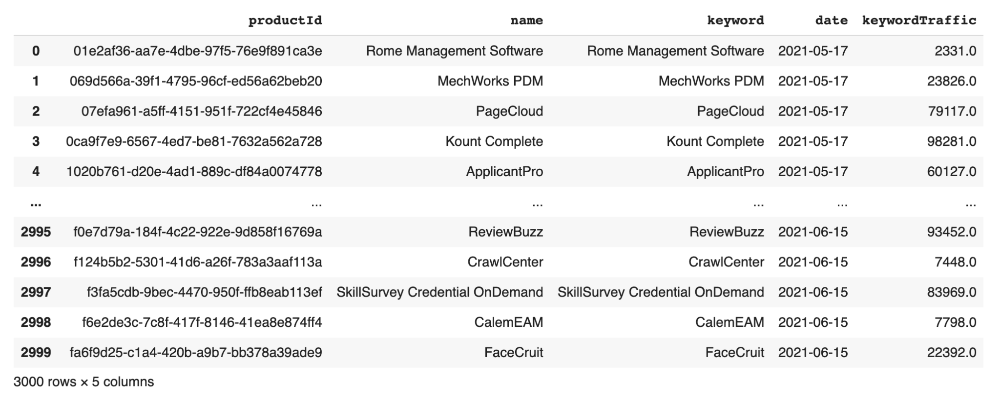 productId name keyword date keywordTraffic
0 01e2af36-aa7e-4dbe-97f5-76e9f891ca3e Rome Management Software Rome Management Software 2021-05-17 2331.0
1 069d566a-39f1-4795-96cf-ed56a62beb20 MechWorks PDM MechWorks PDM 2021-05-17 23826.0
2 07efa961-a5ff-4151-951f-722cf4e45846 PageCloud PageCloud 2021-05-17 79117.0
3 0ca9f7e9-6567-4ed7-be81-7632a562a728 Kount Complete Kount Complete 2021-05-17 98281.0
4 1020b761-d20e-4ad1-889c-df84a0074778 ApplicantPro ApplicantPro 2021-05-17 60127.0
... ... ... ... ... ...
2995 f0e7d79a-184f-4c22-922e-9d858f16769a ReviewBuzz ReviewBuzz 2021-06-15 93452.0
2996 f124b5b2-5301-41d6-a26f-783a3aaf113a CrawlCenter CrawlCenter 2021-06-15 7448.0
2997 f3fa5cdb-9bec-4470-950f-ffb8eab113ef SkillSurvey Credential OnDemand SkillSurvey Credential OnDemand 2021-06-15 83969.0
2998 f6e2de3c-7c8f-417f-8146-41ea8e874ff4 CalemEAM CalemEAM 2021-06-15 7798.0
2999 fa6f9d25-c1a4-420b-a9b7-bb378a39ade9 FaceCruit FaceCruit 2021-06-15 22392.0
3000 rows × 5 columns